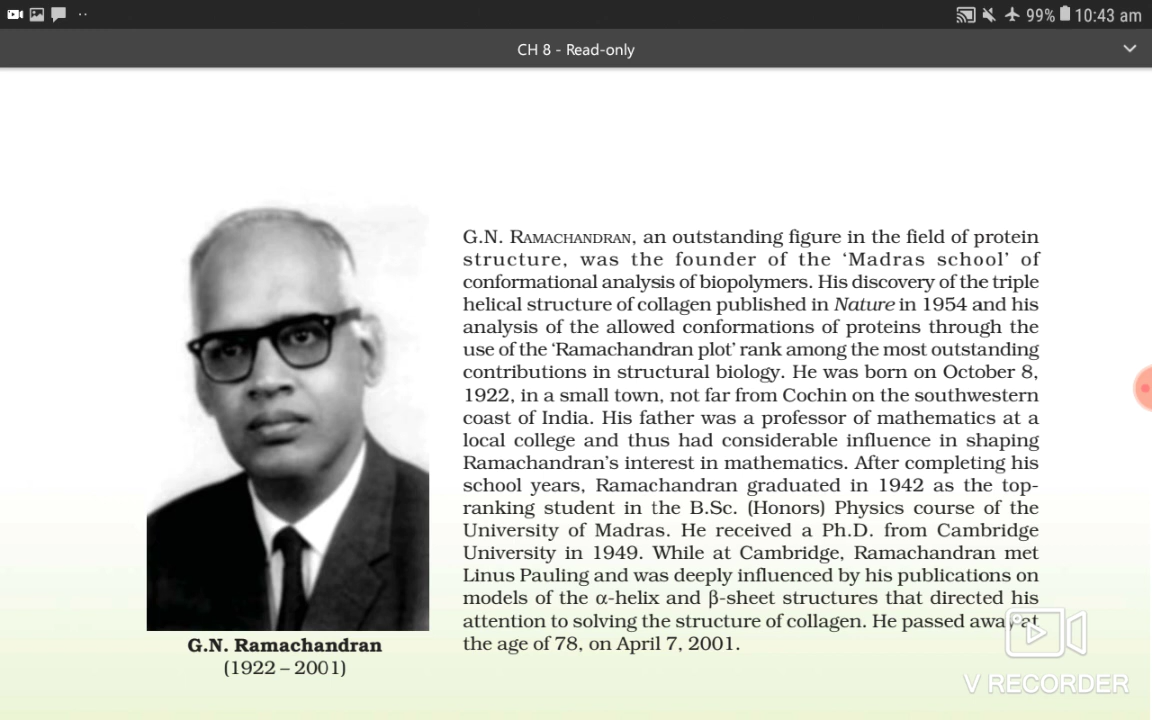 99% 10:43 am
CH 8 - Read-only
G.N. RAMACHANDRAN, an outstanding figure in the field of protein
structure, was the founder of the ‘Madras school’ of
conformational analysis of biopolymers. His discovery of the triple
helical structure of collagen published in Nature in 1954 and his
analysis of the allowed conformations of proteins through the
use of the ‘Ramachandran plot’ rank among the most outstanding
contributions in structural biology. He was born on October 8,
1922, in a small town, not far from Cochin on the southwestern
coast of India. His father was a professor of mathematics at a
local college and thus had considerable influence in shaping
Ramachandran’s interest in mathematics. After completing his
school years, Ramachandran graduated in 1942 as the top-
ranking student in the B.Sc. (Honors) Physics course of the
University of Madras. He received a Ph.D. from Cambridge
University in 1949. While at Cambridge, Ramachandran met
Linus Pauling and was deeply influenced by his publications on
models of the α-helix and β-sheet structures that directed his
attention to solving the structure of collagen. He passed away at
the age of 78, on April 7, 2001.
G.N. Ramachandran
(1922 – 2001)
V RECORDER